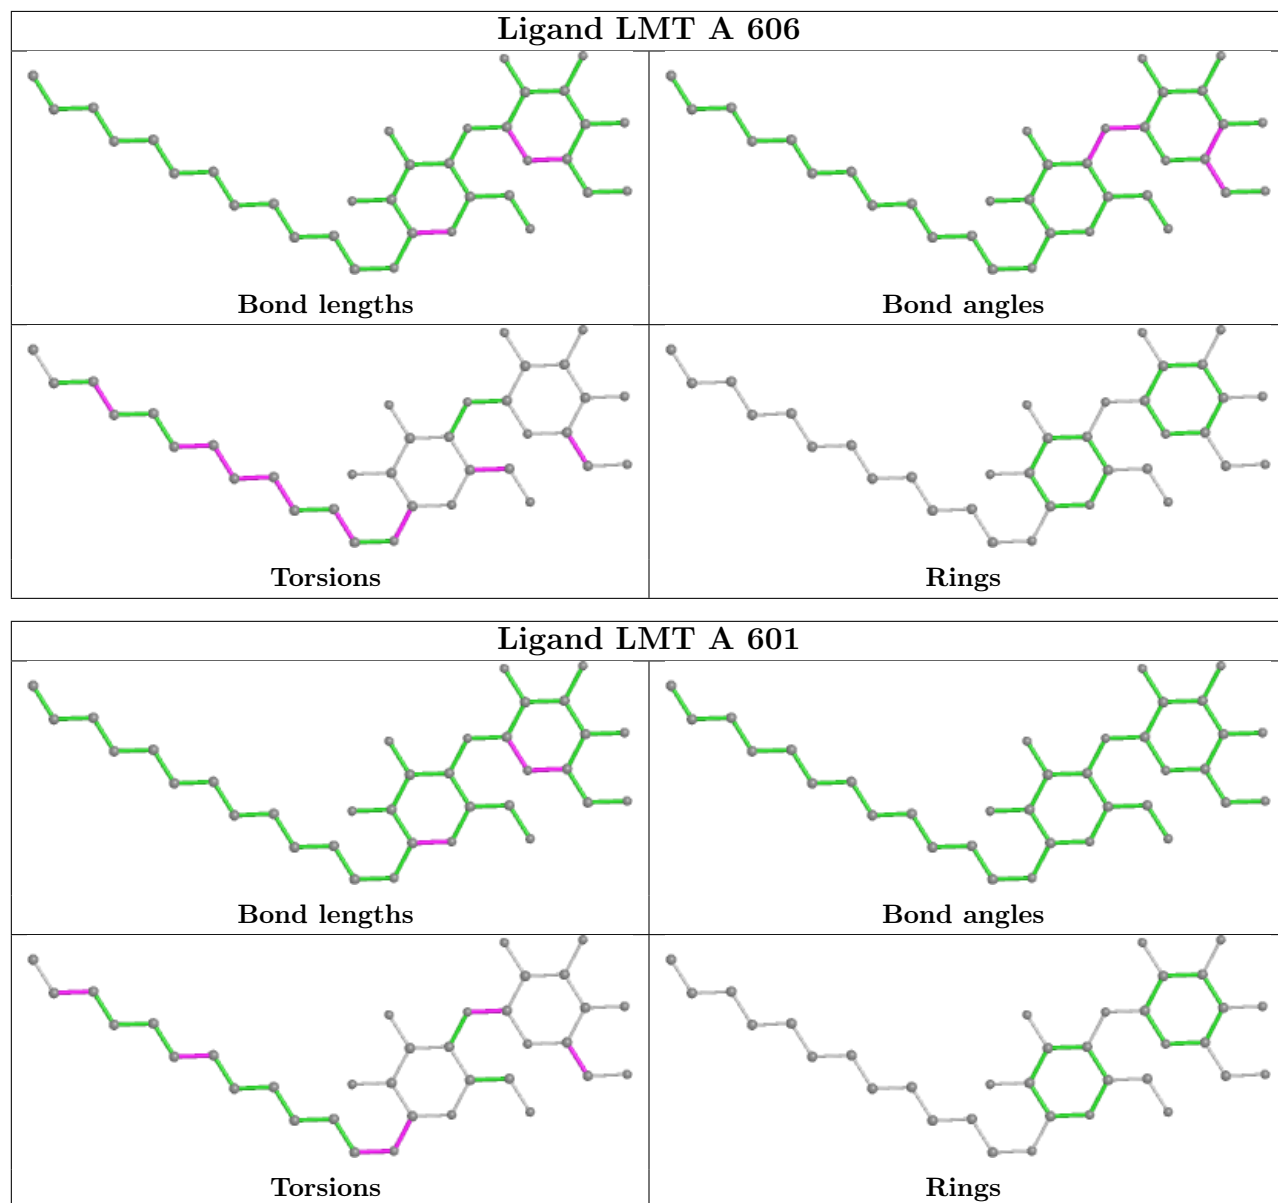 Ligand LMT A 606
Bond lengths
Bond angles
Torsions
Rings
Ligand LMT A 601
Bond lengths
Bond angles
Torsions
Rings